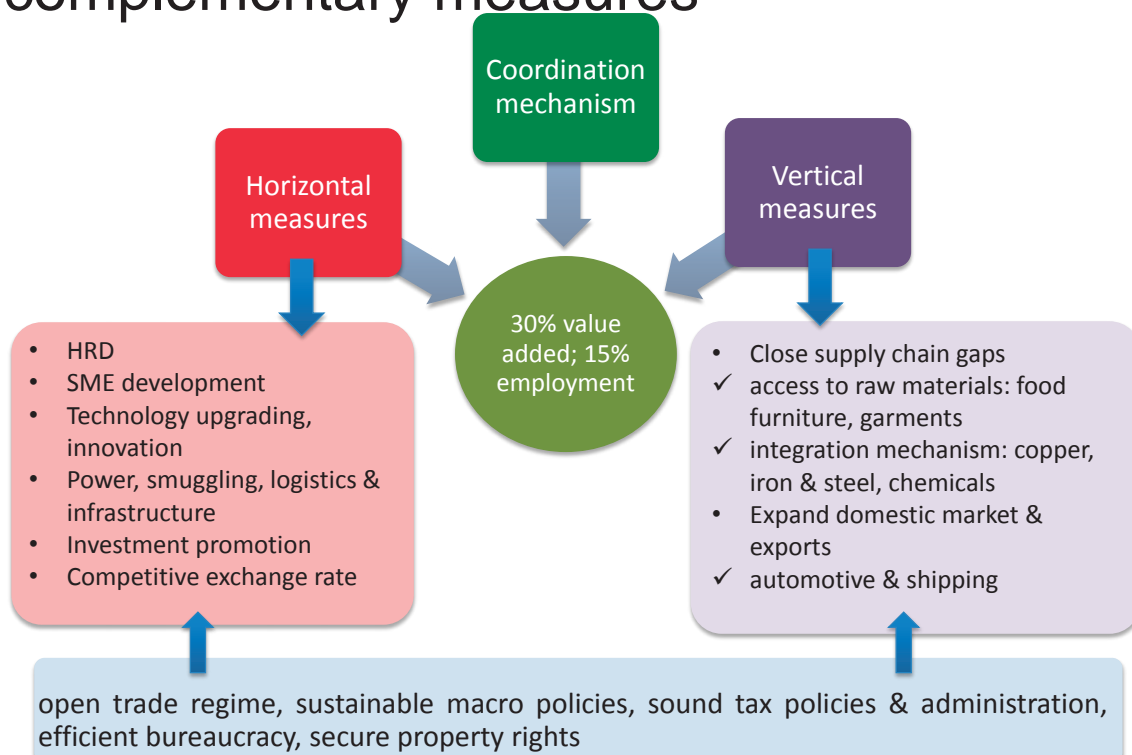 complementary measures
Coordination
mechanism
Horizontal
measures
Vertical
measures
30% value
added; 15%
employment
• HRD
• SME development
• Technology upgrading,
innovation
• Power, smuggling, logistics &
infrastructure
• Investment promotion
• Competitive exchange rate
• Close supply chain gaps
✓ access to raw materials: food
furniture, garments
✓ integration mechanism: copper,
iron & steel, chemicals
• Expand domestic market &
exports
✓ automotive & shipping
open trade regime, sustainable macro policies, sound tax policies & administration,
efficient bureaucracy, secure property rights